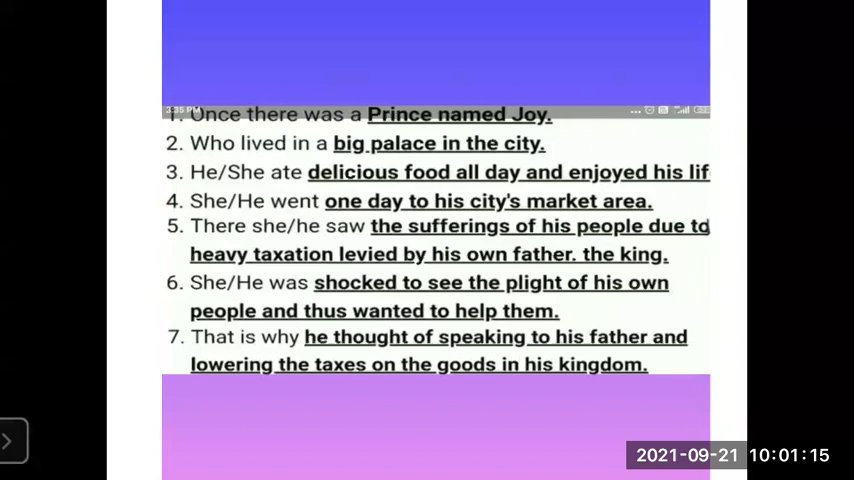 3:35 PM
1. Once there was a Prince named Joy.
2. Who lived in a big palace in the city.
3. He/She ate delicious food all day and enjoyed his lif
4. She/He went one day to his city's market area.
5. There she/he saw the sufferings of his people due to
heavy taxation levied by his own father. the king.
6. She/He was shocked to see the plight of his own
people and thus wanted to help them.
7. That is why he thought of speaking to his father and
lowering the taxes on the goods in his kingdom.
2021-09-21 10:01:15